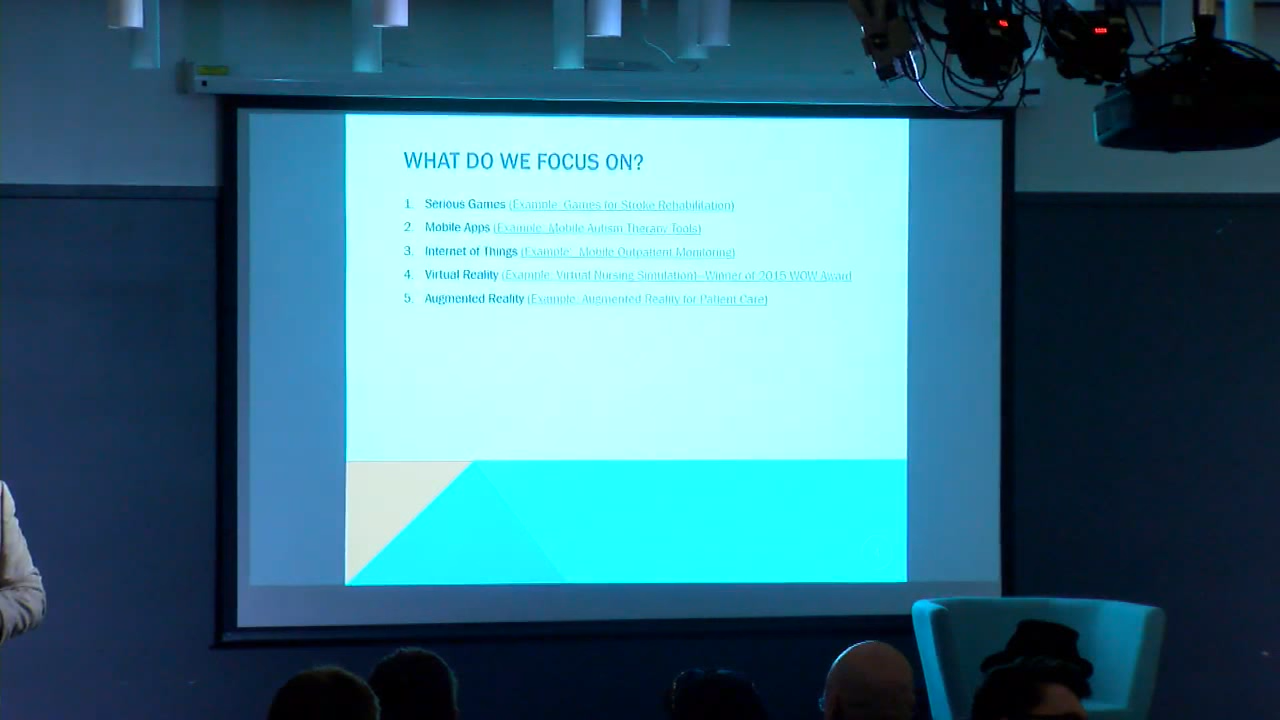 WHAT DO WE FOCUS ON?
1. Serious Games (Example: Games for Stroke Rehabilitation)
2. Mobile Apps (Example: Mobile Autism Therapy Tools)
3. Internet of Things (Example: Mobile Outpatient Monitoring)
4. Virtual Reality (Example: Virtual Nursing Simulation)--Winner of 2015 WOW Award
5. Augmented Reality (Example: Augmented Reality for Patient Care)